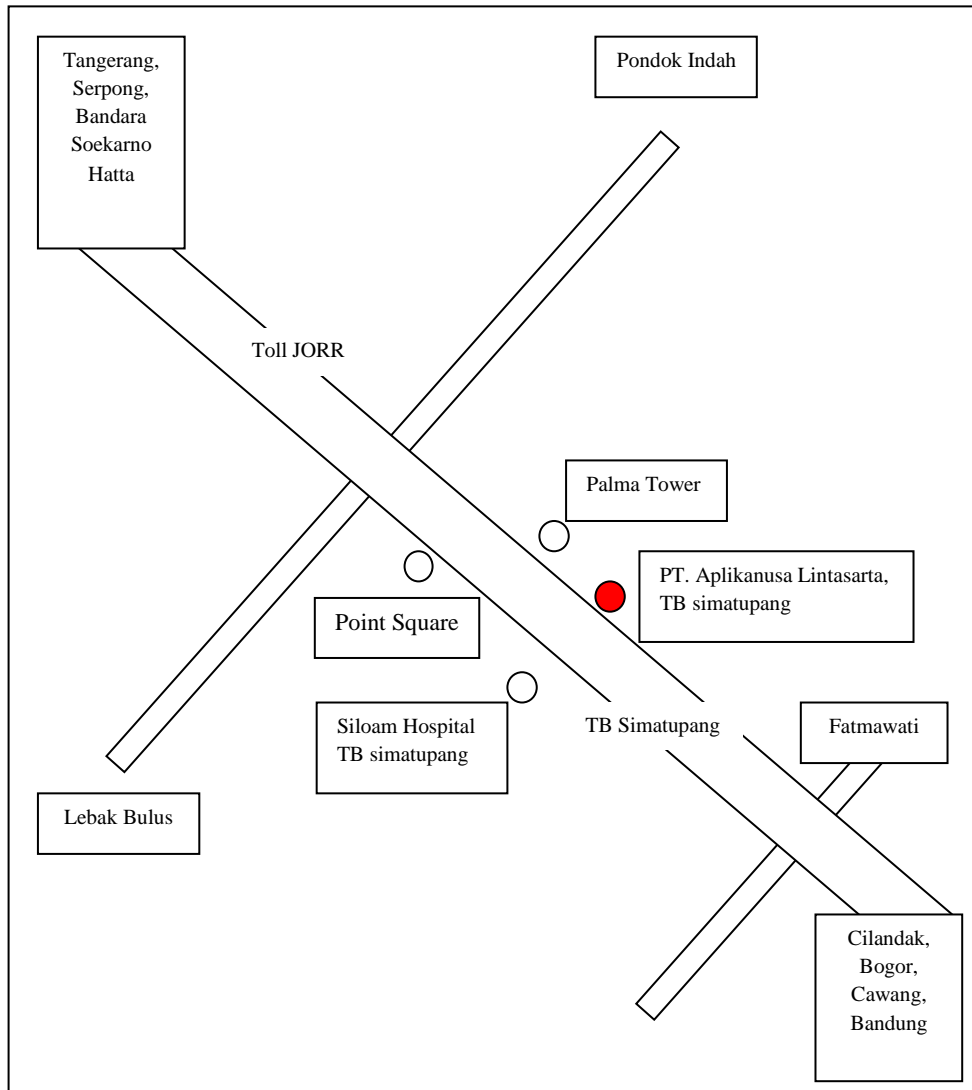 Tangerang,
Serpong,
Bandara
Soekarno
Hatta
Pondok Indah
Toll JORR
Palma Tower
PT. Aplikanusa Lintasarta,
TB simatupang
Point Square
Siloam Hospital
TB simatupang
TB Simatupang
Fatmawati
Lebak Bulus
Cilandak,
Bogor,
Cawang,
Bandung